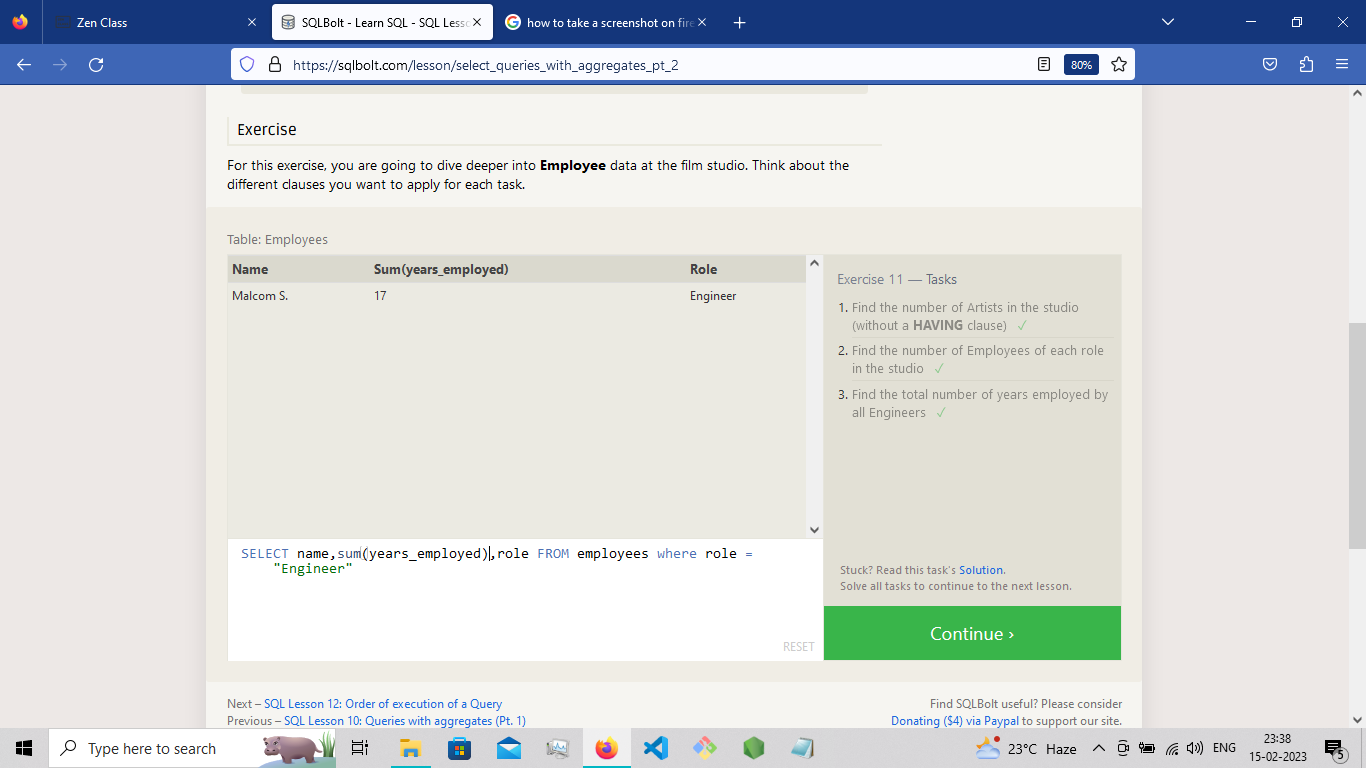 Zen Class
SQLBolt - Learn SQL - SQL Lesso
how to take a screenshot on fire
https://sqlbolt.com/lesson/select_queries_with_aggregates_pt_2
80%
Exercise
For this exercise, you are going to dive deeper into Employee data at the film studio. Think about the
different clauses you want to apply for each task.
Table: Employees
Name Sum(years_employed) Role
Malcom S. 17 Engineer
SELECT name,sum(years_employed),role FROM employees where role =
"Engineer"
RESET
Exercise 11 — Tasks
1. Find the number of Artists in the studio
(without a HAVING clause) ✓
2. Find the number of Employees of each role
in the studio ✓
3. Find the total number of years employed by
all Engineers ✓
Stuck? Read this task's Solution.
Solve all tasks to continue to the next lesson.
Continue ›
Next – SQL Lesson 12: Order of execution of a Query
Previous – SQL Lesson 10: Queries with aggregates (Pt. 1)
Find SQLBolt useful? Please consider
Donating ($4) via Paypal to support our site.
Type here to search
23°C Haze
ENG
23:38
15-02-2023
5